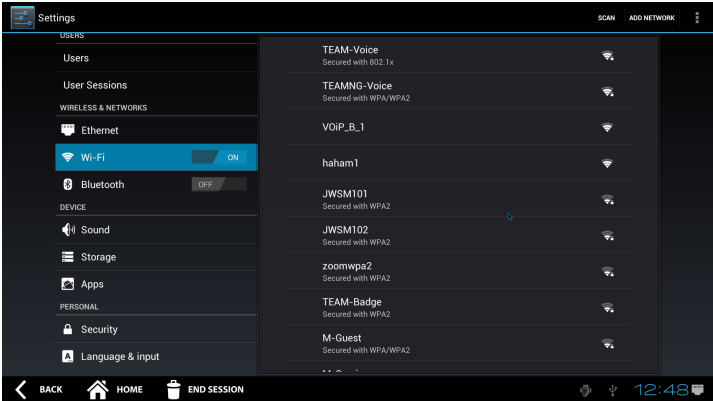 Settings
SCAN
ADD NETWORK
USERS
Users
User Sessions
WIRELESS & NETWORKS
Ethernet
Wi-Fi
ON
Bluetooth
OFF
DEVICE
Sound
Storage
Apps
PERSONAL
Security
A
Language & input
TEAM-Voice
Secured with 802.1x
TEAMNG-Voice
Secured with WPA/WPA2
VOiP_B_1
haham1
JWSM101
Secured with WPA2
JWSM102
Secured with WPA2
zoomwpa2
Secured with WPA2
TEAM-Badge
Secured with WPA2
M-Guest
Secured with WPA/WPA2
BACK
HOME
END SESSION
12:48